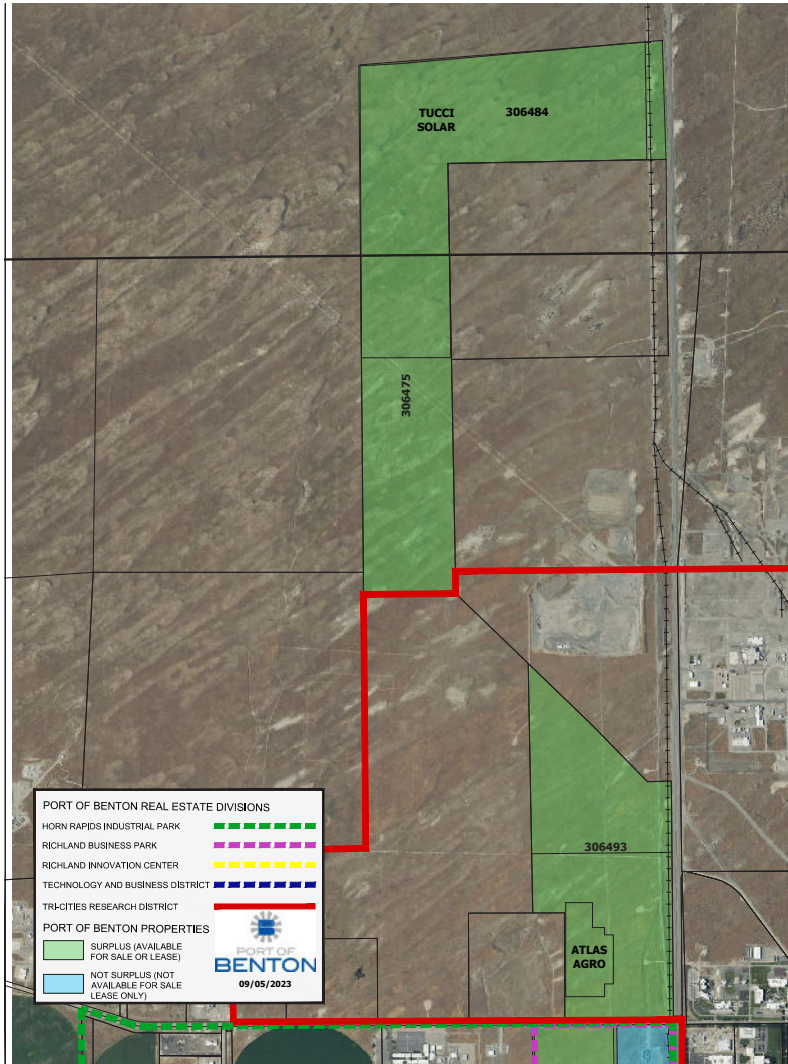 TUCCI
SOLAR
306484
306475
306493
ATLAS
AGRO
PORT OF BENTON REAL ESTATE DIVISIONS
HORN RAPIDS INDUSTRIAL PARK
RICHLAND BUSINESS PARK
RICHLAND INNOVATION CENTER
TECHNOLOGY AND BUSINESS DISTRICT
TRI-CITIES RESEARCH DISTRICT
PORT OF BENTON PROPERTIES
SURPLUS (AVAILABLE
FOR SALE OR LEASE)
NOT SURPLUS (NOT
AVAILABLE FOR SALE
LEASE ONLY)
PORT OF
BENTON
09/05/2023